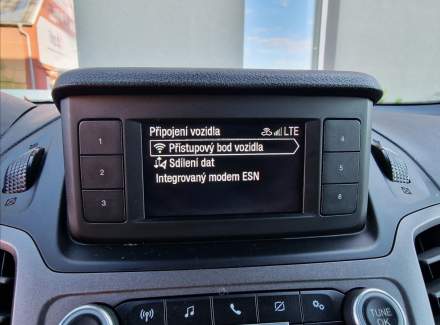 Připojení vozidla LTE
Přístupový bod vozidla
Sdílení dat
Integrovaný modem ESN
1
2
3
4
5
6
TUNE
OK